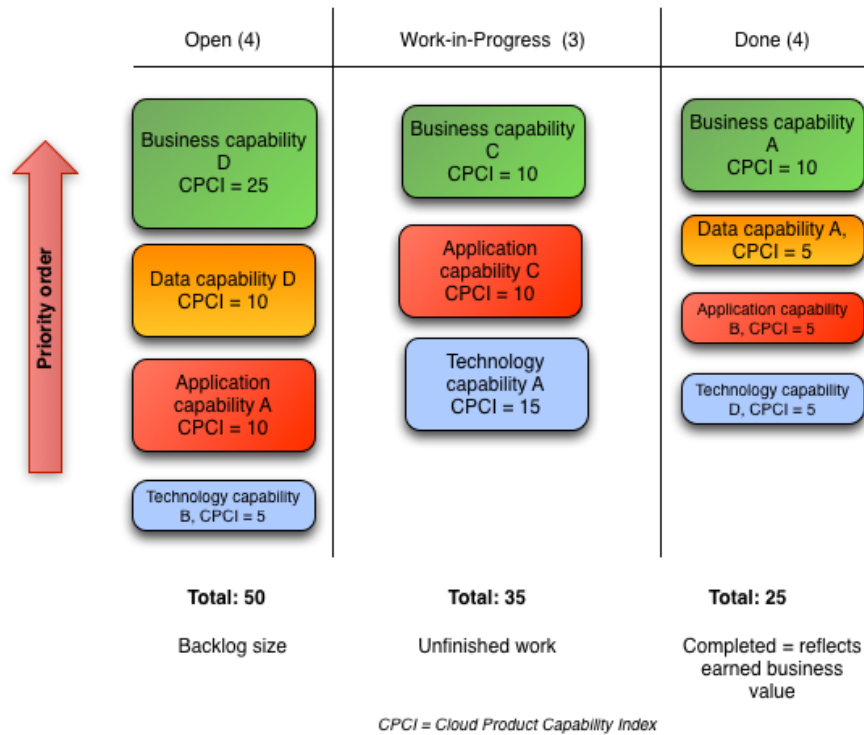 Open (4)
Work-in-Progress (3)
Done (4)
Priority order
Business capability
D
CPCI = 25
Data capability D
CPCI = 10
Application
capability A
CPCI = 10
Technology capability
B, CPCI = 5
Business capability
C
CPCI = 10
Application
capability C
CPCI = 10
Technology
capability A
CPCI = 15
Business capability
A
CPCI = 10
Data capability A,
CPCI = 5
Application capability
B, CPCI = 5
Technology capability
D, CPCI = 5
Total: 50
Backlog size
Total: 35
Unfinished work
Total: 25
Completed = reflects
earned business
value
CPCI = Cloud Product Capability Index